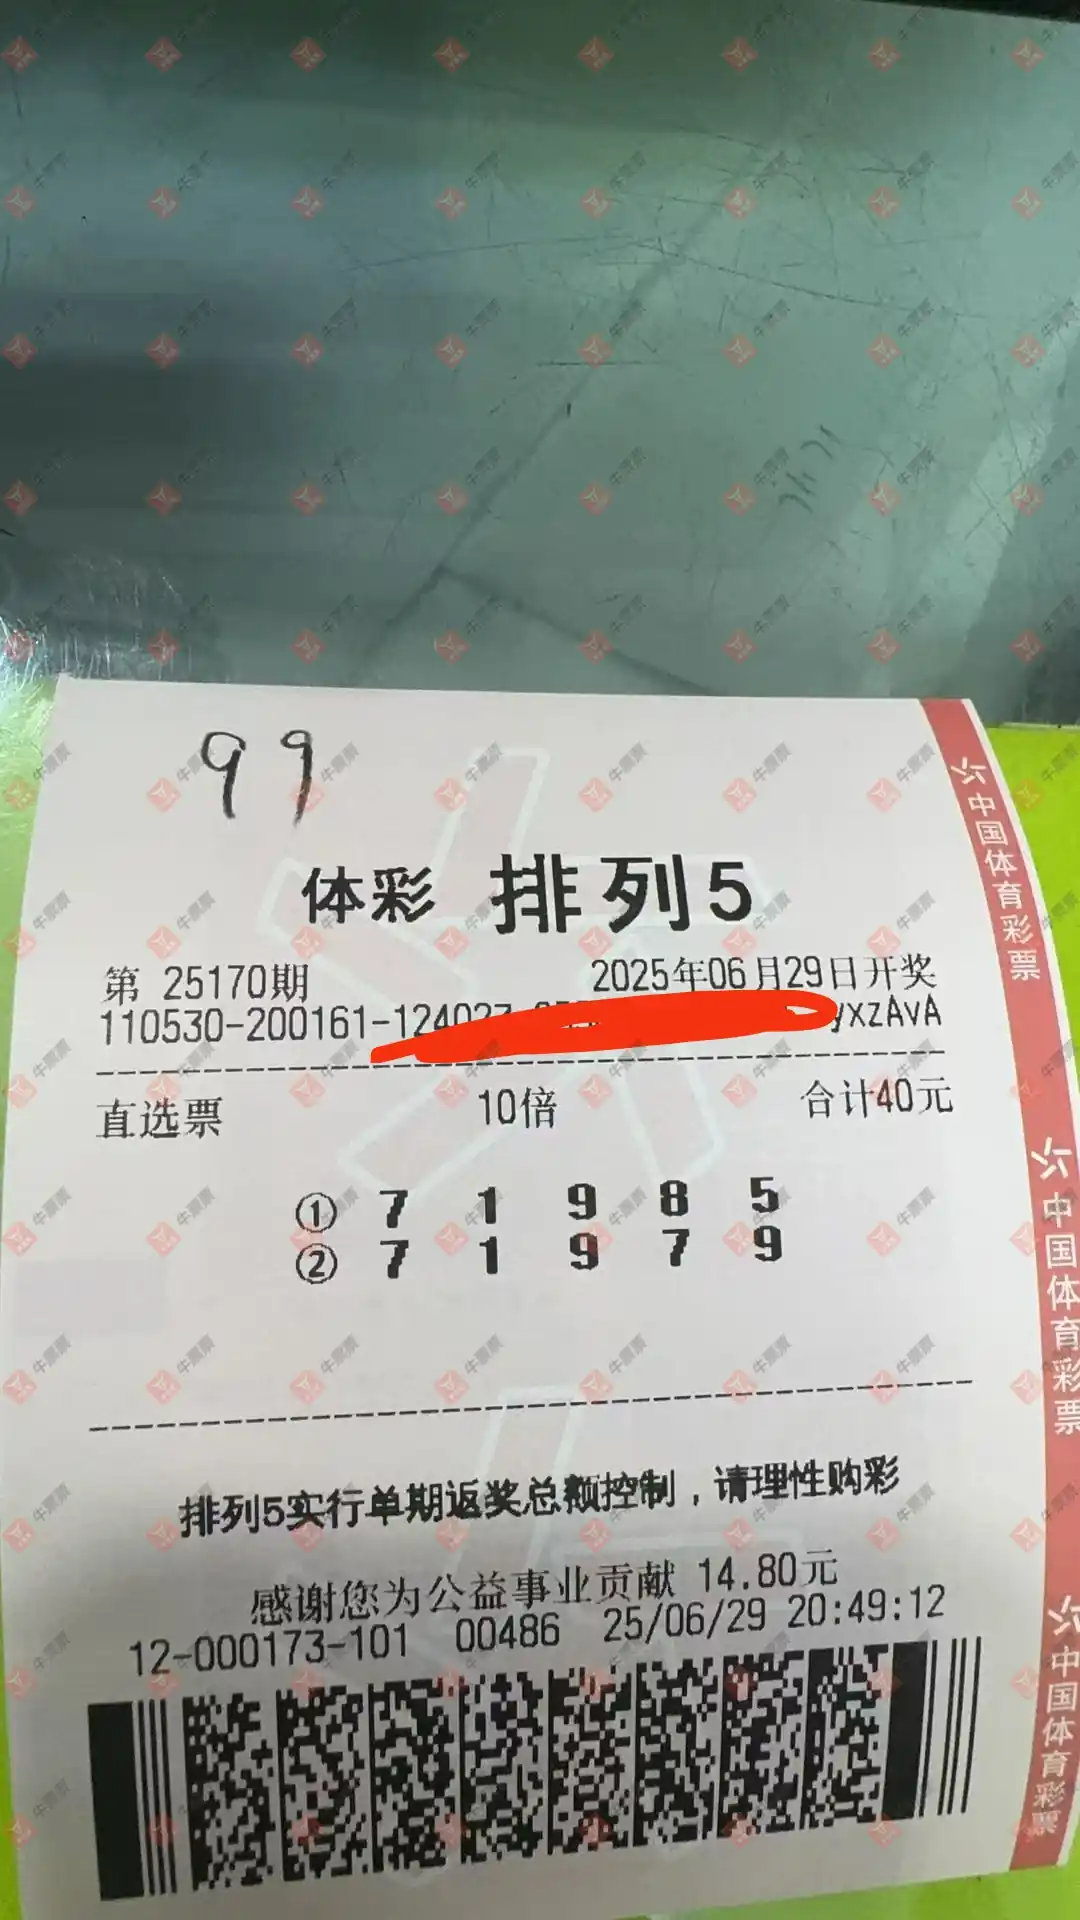 99
体彩 排列5
第 25170期 2025年06月29日开奖
110530-200161-124027 yxzAvA
直选票 10倍 合计40元
① 7 1 9 8 5
② 7 1 9 7 9
排列5实行单期返奖总额控制，请理性购彩
感谢您为公益事业贡献 14.80元
12-000173-101 00486 25/06/29 20:49:12
中国体育彩票
中国体育彩票
中国体育彩票
牛票票